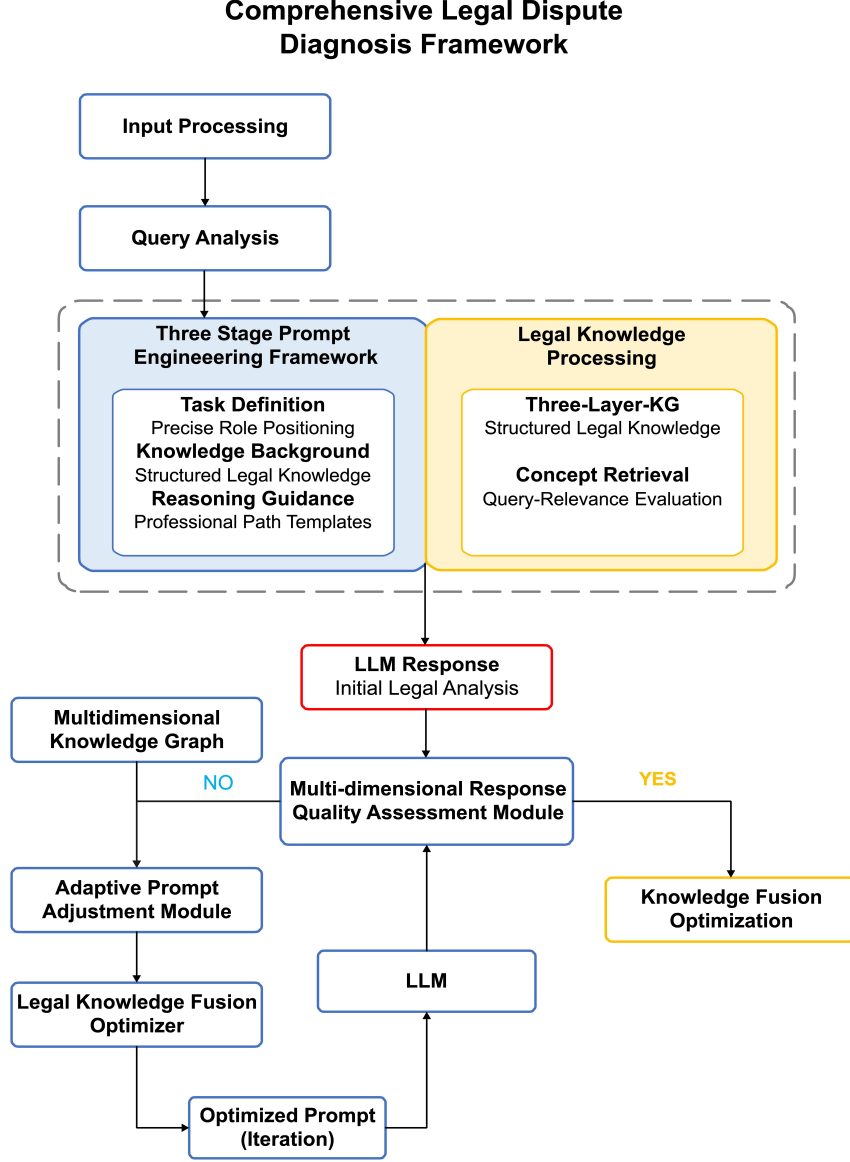 Comprehensive Legal Dispute
Diagnosis Framework
Input Processing
Query Analysis
Three Stage Prompt
Engineeering Framework
Task Definition
Precise Role Positioning
Knowledge Background
Structured Legal Knowledge
Reasoning Guidance
Professional Path Templates
Legal Knowledge
Processing
Three-Layer-KG
Structured Legal Knowledge
Concept Retrieval
Query-Relevance Evaluation
LLM Response
Initial Legal Analysis
Multidimensional
Knowledge Graph
NO
Multi-dimensional Response
Quality Assessment Module
YES
Adaptive Prompt
Adjustment Module
Knowledge Fusion
Optimization
Legal Knowledge Fusion
Optimizer
LLM
Optimized Prompt
(Iteration)